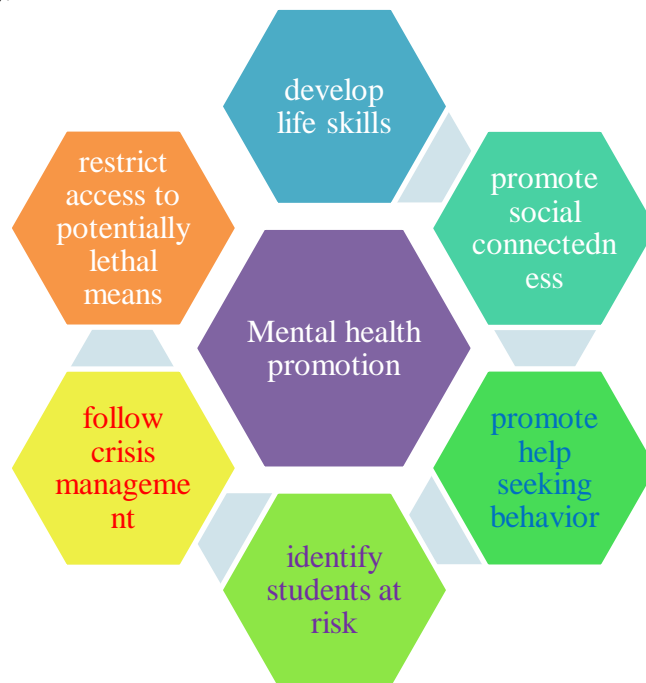 develop
life skills
promote
social
connectedn
ess
promote
help
seeking
behavior
identify
students at
risk
follow
crisis
manageme
nt
restrict
access to
potentially
lethal
means
Mental health
promotion